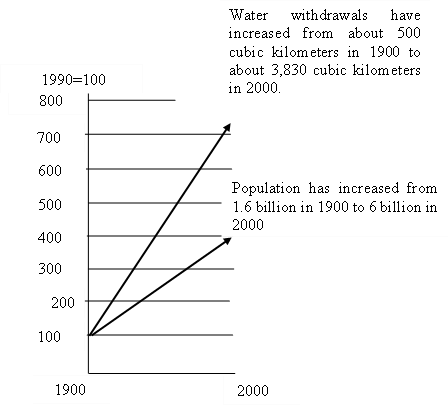 Water withdrawals have
increased from about 500
cubic kilometers in 1900 to
about 3,830 cubic kilometers
in 2000.
1990=100
800
700
600
Population has increased from
1.6 billion in 1900 to 6 billion in
2000
500
400
300
200
100
1900
2000